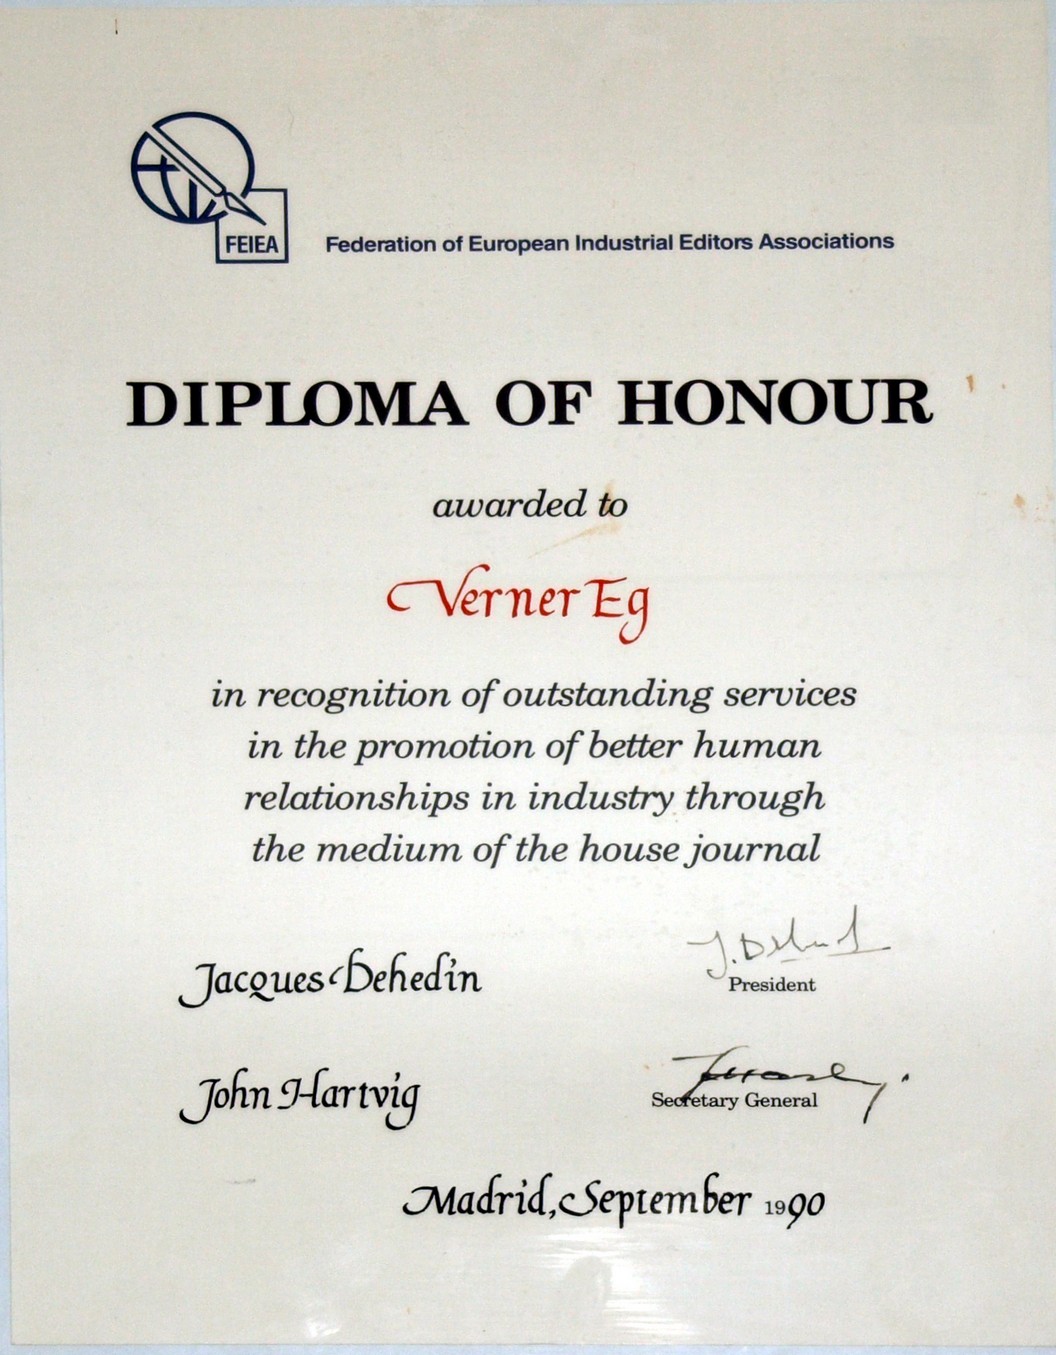 FEIEA
Federation of European Industrial Editors Associations
DIPLOMA OF HONOUR
awarded to
Verner Eg
in recognition of outstanding services
in the promotion of better human
relationships in industry through
the medium of the house journal
Jacques Dehedin
President
John Hartvig
Secretary General
Madrid, September 1990